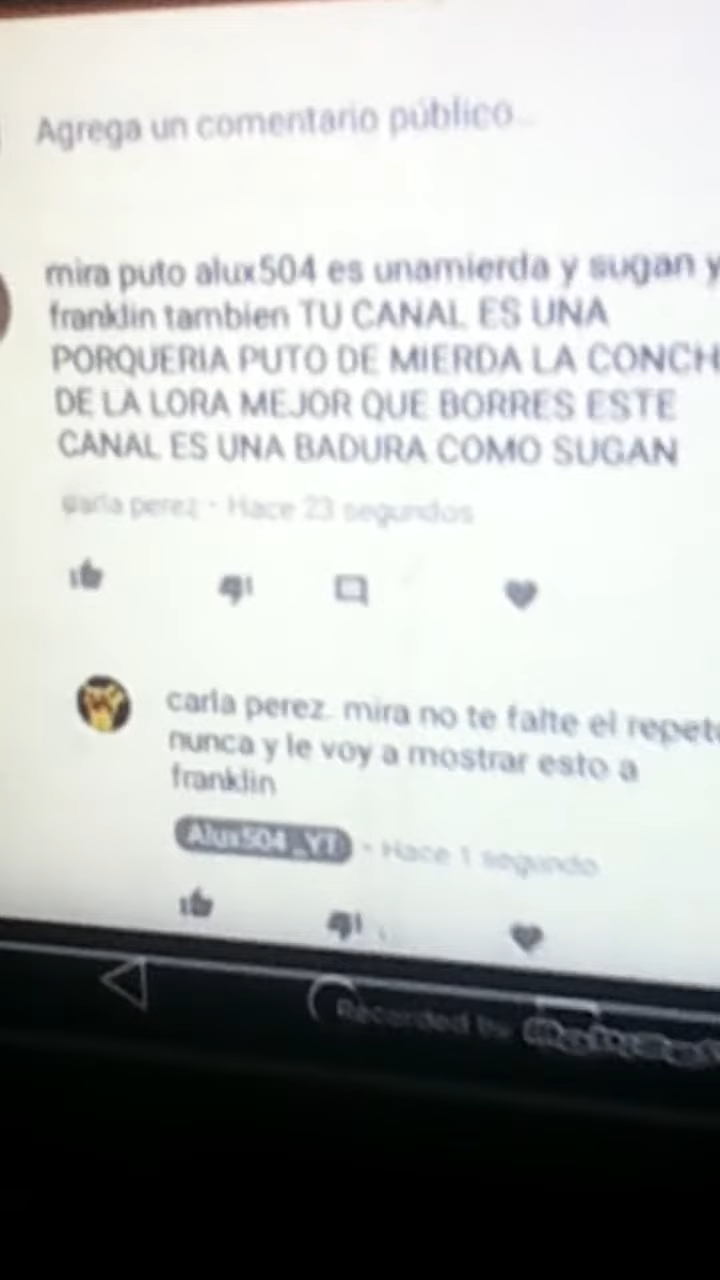 Agrega un comentario público...
mira puto alux504 es unamierda y sugan y
franklin tambien TU CANAL ES UNA
PORQUERIA PUTO DE MIERDA LA CONCH
DE LA LORA MEJOR QUE BORRES ESTE
CANAL ES UNA BADURA COMO SUGAN
carla perez · Hace 23 segundos
carla perez. mira no te falte el repet
nunca y le voy a mostrar esto a
franklin
Alux504_YT · Hace 1 segundo
Recorded by